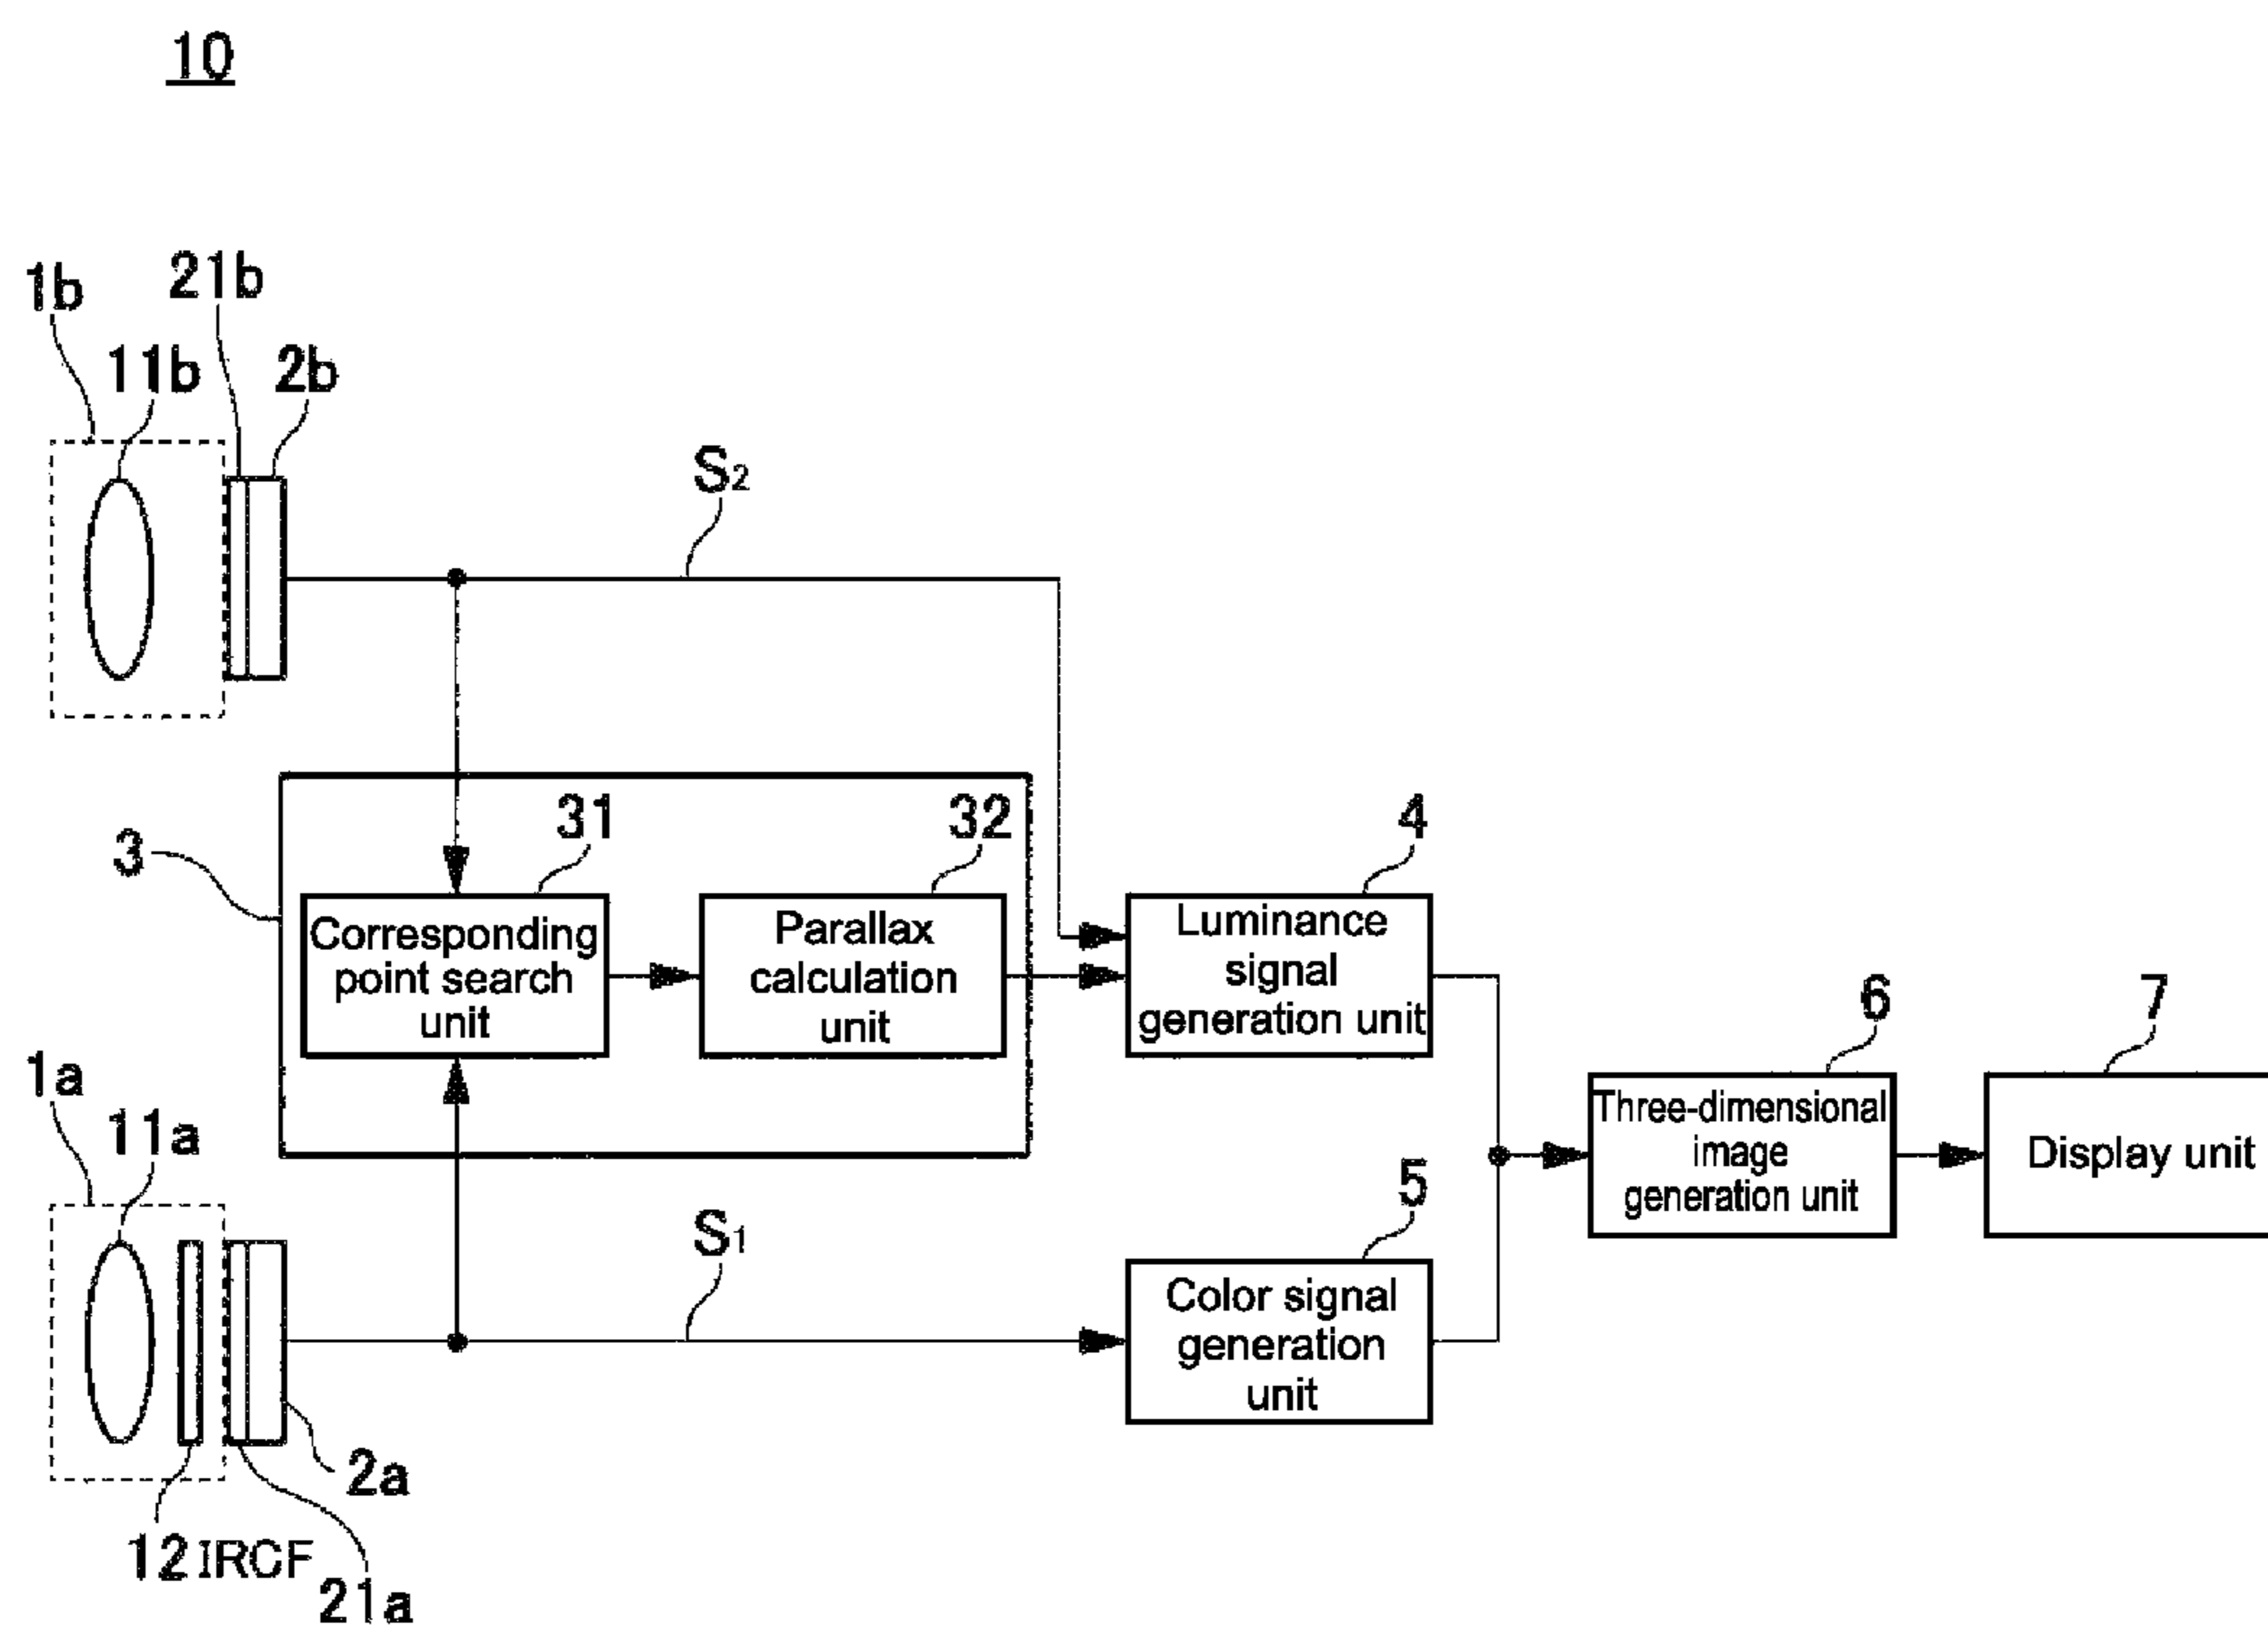 10
1b
21b
11b
2b
S2
3
31
32
4
Corresponding
point search
unit
Parallax
calculation
unit
Luminance
signal
generation unit
6
7
1a
11a
Three-dimensional
image
generation unit
Display unit
S1
5
Color signal
generation
unit
2a
12 IRCF
21a